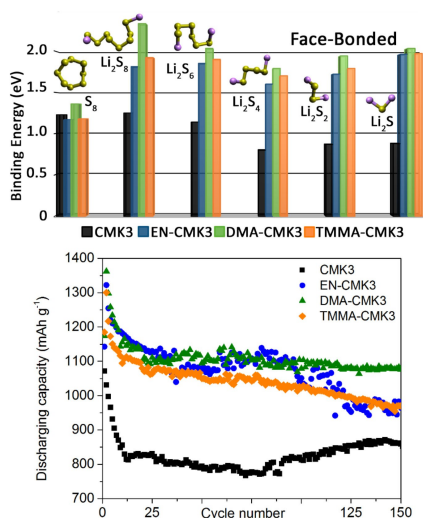 Face-Bonded
Binding Energy (eV)
2.0
1.5
1.0
0.5
0
S8
Li2S8
Li2S6
Li2S4
Li2S2
Li2S
CMK3 EN-CMK3 DMA-CMK3 TMMA-CMK3
Discharging capacity (mAh g-1)
1400
1300
1200
1100
1000
900
800
700
CMK3
EN-CMK3
DMA-CMK3
TMMA-CMK3
0 25 125 150
Cycle number